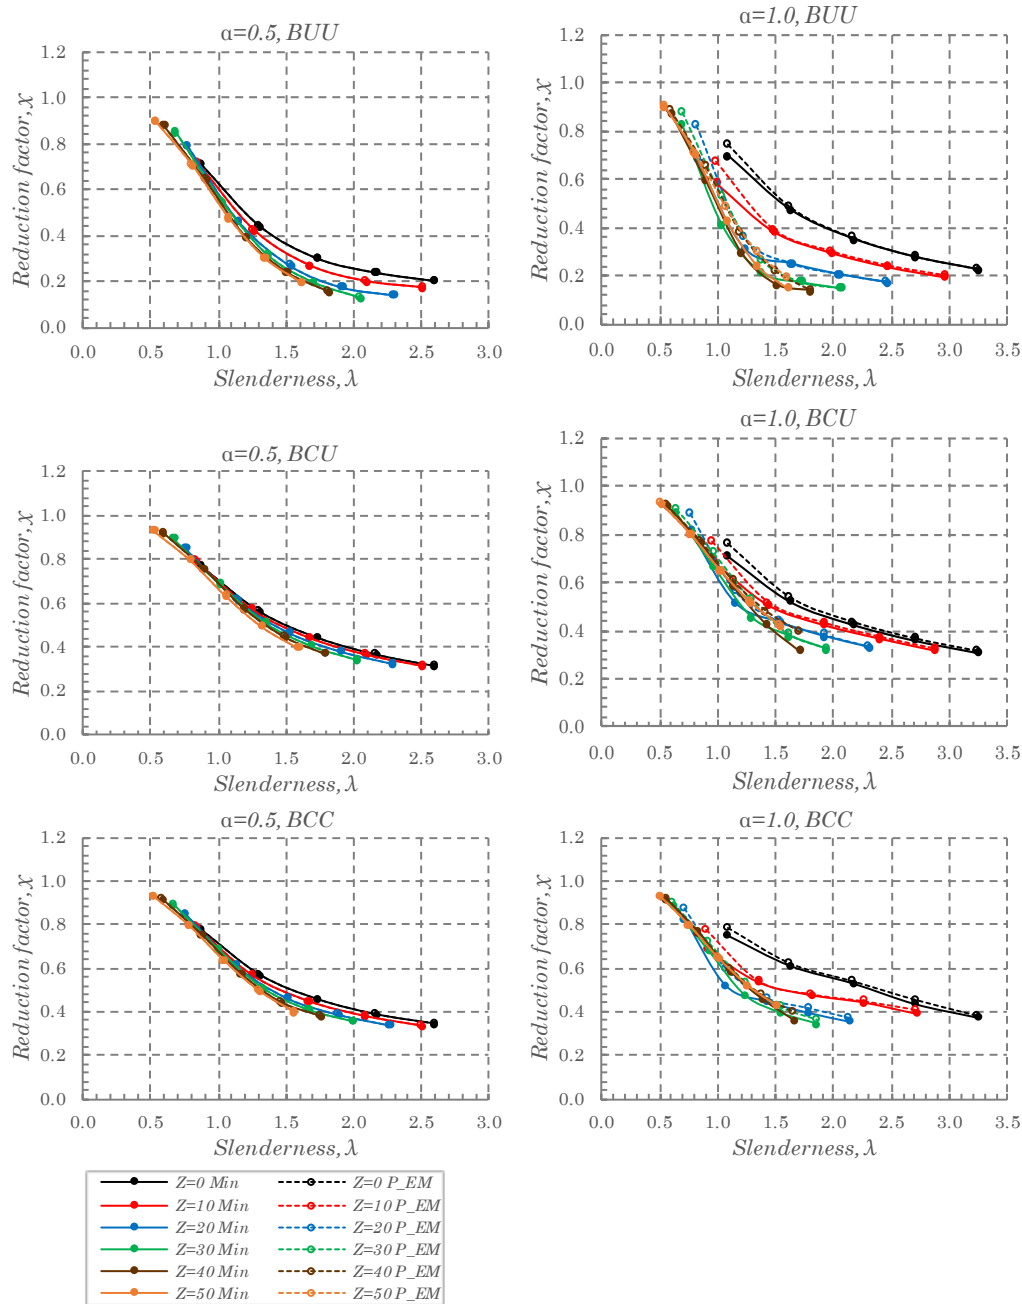 α=0.5, BUU
1.2
1.0
0.8
0.6
0.4
0.2
0.0
Reduction factor, χ
0.0 0.5 1.0 1.5 2.0 2.5 3.0
Slenderness, λ
α=1.0, BUU
1.2
1.0
0.8
0.6
0.4
0.2
0.0
Reduction factor, χ
0.0 0.5 1.0 1.5 2.0 2.5 3.0 3.5
Slenderness, λ
α=0.5, BCU
1.2
1.0
0.8
0.6
0.4
0.2
0.0
Reduction factor, χ
0.0 0.5 1.0 1.5 2.0 2.5 3.0
Slenderness, λ
α=1.0, BCU
1.2
1.0
0.8
0.6
0.4
0.2
0.0
Reduction factor, χ
0.0 0.5 1.0 1.5 2.0 2.5 3.0 3.5
Slenderness, λ
α=0.5, BCC
1.2
1.0
0.8
0.6
0.4
0.2
0.0
Reduction factor, χ
0.0 0.5 1.0 1.5 2.0 2.5 3.0
Slenderness, λ
α=1.0, BCC
1.2
1.0
0.8
0.6
0.4
0.2
0.0
Reduction factor, χ
0.0 0.5 1.0 1.5 2.0 2.5 3.0 3.5
Slenderness, λ
Z=0 Min Z=0 P_EM
Z=10 Min Z=10 P_EM
Z=20 Min Z=20 P_EM
Z=30 Min Z=30 P_EM
Z=40 Min Z=40 P_EM
Z=50 Min Z=50 P_EM